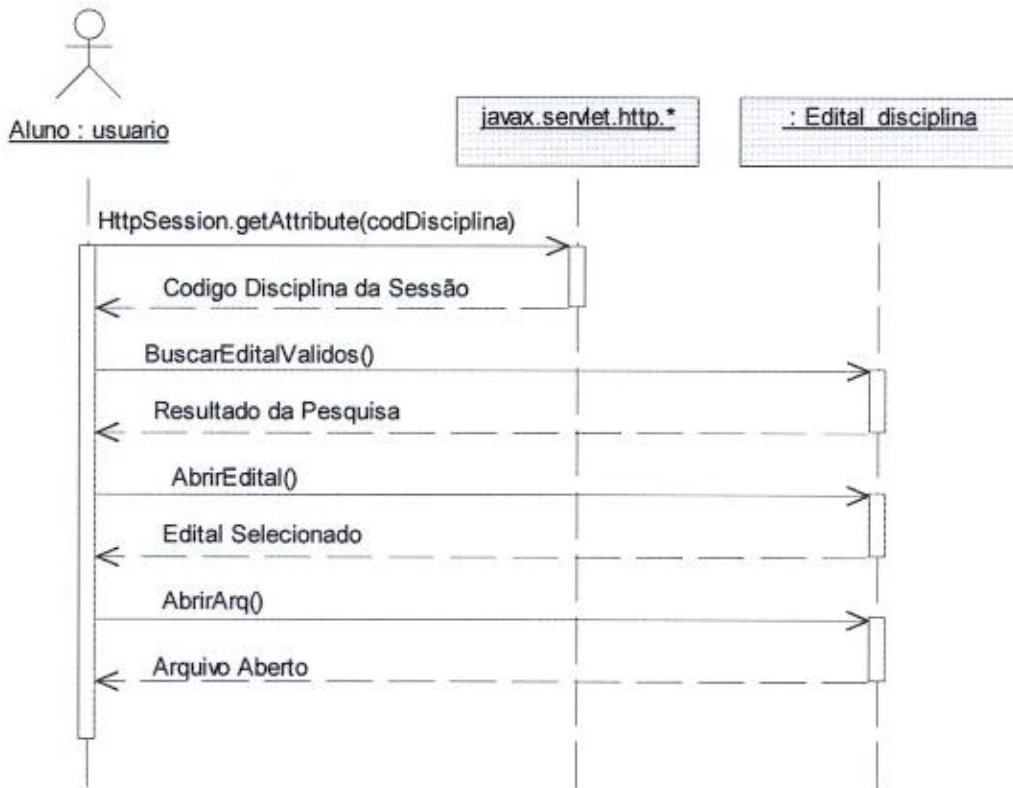 Aluno : usuario
javax.servlet.http.*
: Edital_disciplina
HttpSession.getAttribute(codDisciplina)
Codigo Disciplina da Sessão
BuscarEditalValidos()
Resultado da Pesquisa
AbrirEdital()
Edital Selecionado
AbrirArq()
Arquivo Aberto